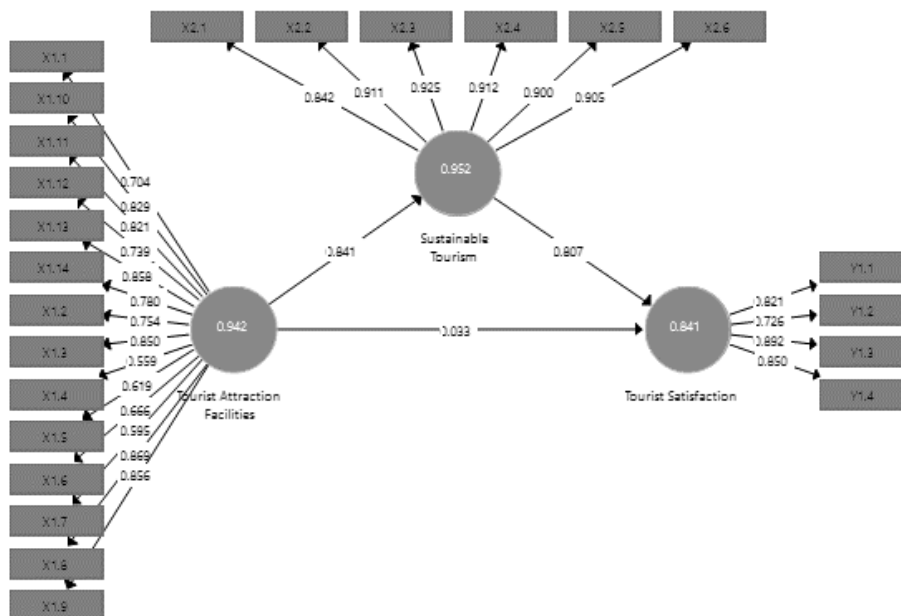 X2.1
X2.2
X2.3
X2.4
X2.5
X2.6
X1.1
X1.10
X1.11
X1.12
X1.13
X1.14
X1.2
X1.3
X1.4
X1.5
X1.6
X1.7
X1.8
X1.9
0.842
0.911
0.925
0.912
0.900
0.905
0.704
0.829
0.821
0.739
0.858
0.780
0.754
0.850
0.559
0.619
0.666
0.595
0.869
0.856
0.952
Sustainable
Tourism
0.841
0.807
0.942
Tourist Attraction
Facilities
0.033
0.841
Tourist Satisfaction
0.821
0.726
0.892
0.850
Y1.1
Y1.2
Y1.3
Y1.4